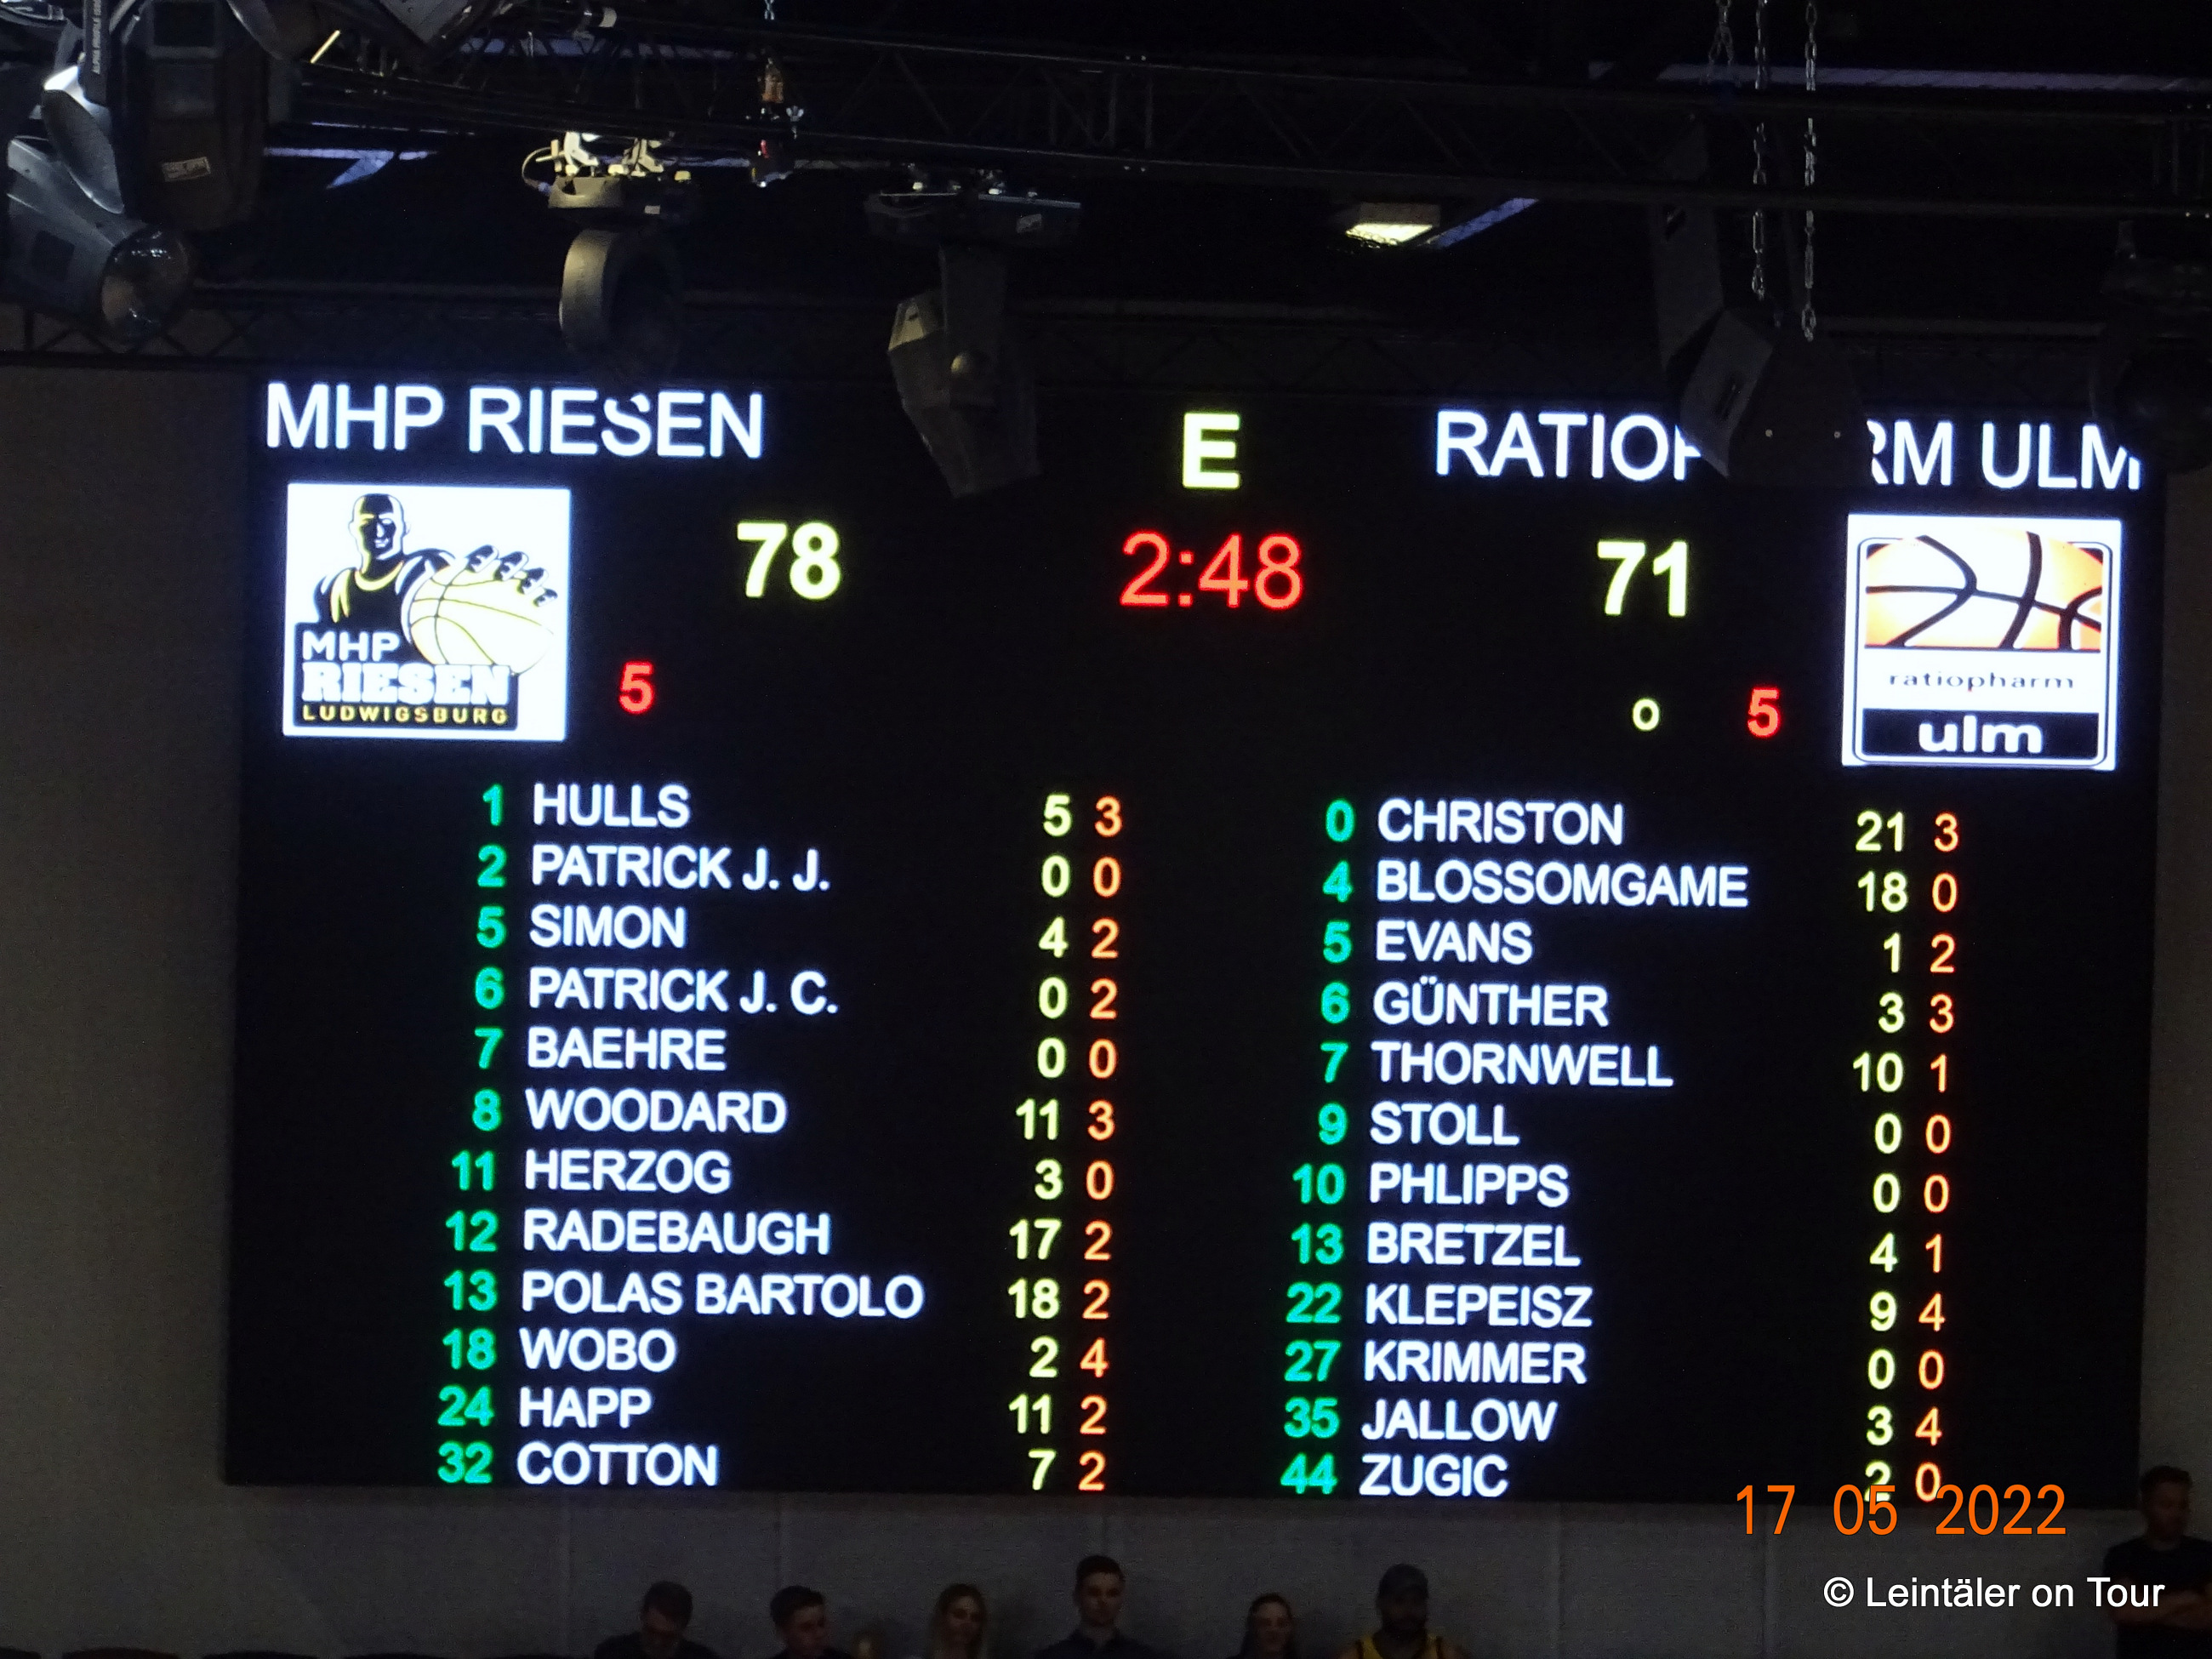 MHP RIESEN E RATIOP RM ULM
78 2:48 71
MHP
RIESEN
LUDWIGSBURG
5 5
ratiopharm
ulm
1 HULLS 5 3
2 PATRICK J. J. 0 0
5 SIMON 4 2
6 PATRICK J. C. 0 2
7 BAEHRE 0 0
8 WOODARD 11 3
11 HERZOG 3 0
12 RADEBAUGH 17 2
13 POLAS BARTOLO 18 2
18 WOBO 2 4
24 HAPP 11 2
32 COTTON 7 2
0 CHRISTON 21 3
4 BLOSSOMGAME 18 0
5 EVANS 1 2
6 GÜNTHER 3 3
7 THORNWELL 10 1
9 STOLL 0 0
10 PHLIPPS 0 0
13 BRETZEL 4 1
22 KLEPEISZ 9 4
27 KRIMMER 0 0
35 JALLOW 3 4
44 ZUGIC 2 0
17 05 2022
© Leintäler on Tour